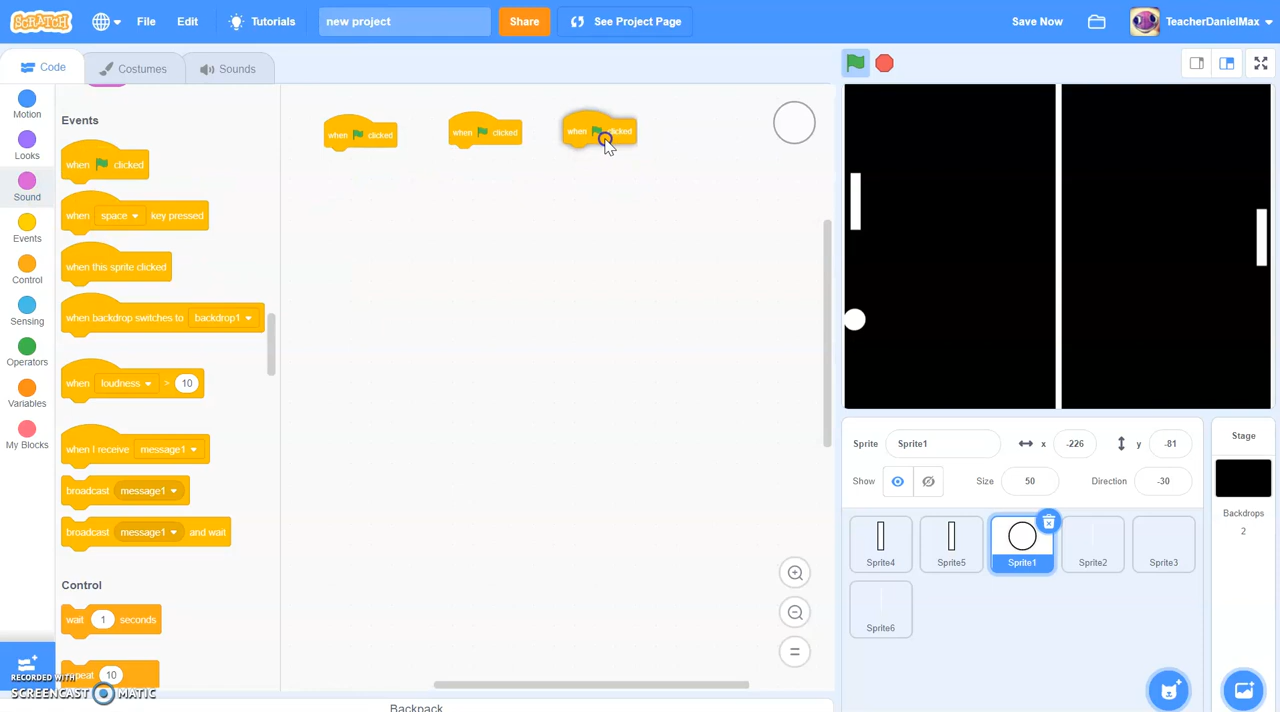 SCRATCH File Edit Tutorials new project Share See Project Page Save Now TeacherDanielMax
Code Costumes Sounds
Motion
Looks
Sound
Events
Control
Sensing
Operators
Variables
My Blocks
Events
when clicked
when space key pressed
when this sprite clicked
when backdrop switches to backdrop1
when loudness > 10
when I receive message1
broadcast message1
broadcast message1 and wait
Control
wait 1 seconds
repeat 10
when clicked when clicked when clicked
Sprite Sprite1 x -226 y -81
Show Size 50 Direction -30
Sprite4 Sprite5 Sprite1 Sprite2 Sprite3
Sprite6
Stage
Backdrops
2
Backpack
RECORDED WITH
SCREENCAST MATIC